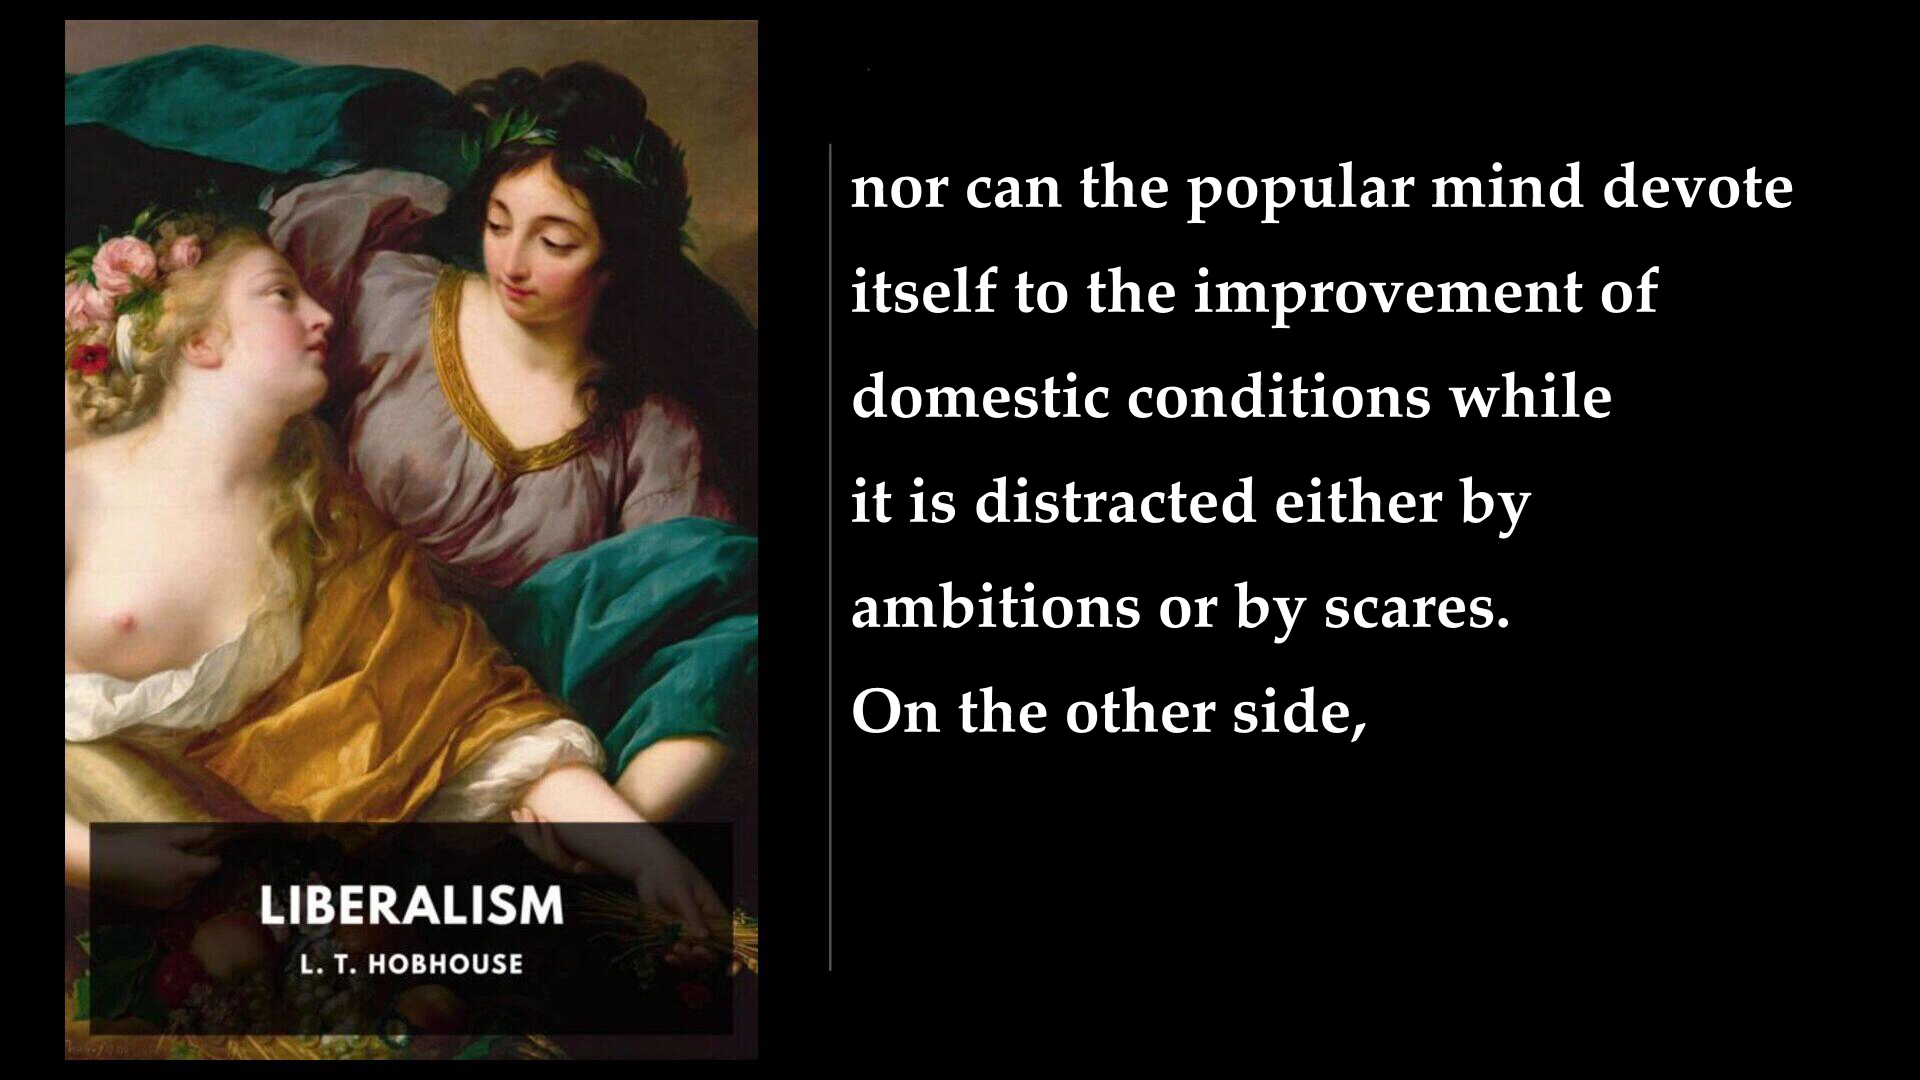 nor can the popular mind devote
itself to the improvement of
domestic conditions while
it is distracted either by
ambitions or by scares.
On the other side,
LIBERALISM
L. T. HOBHOUSE